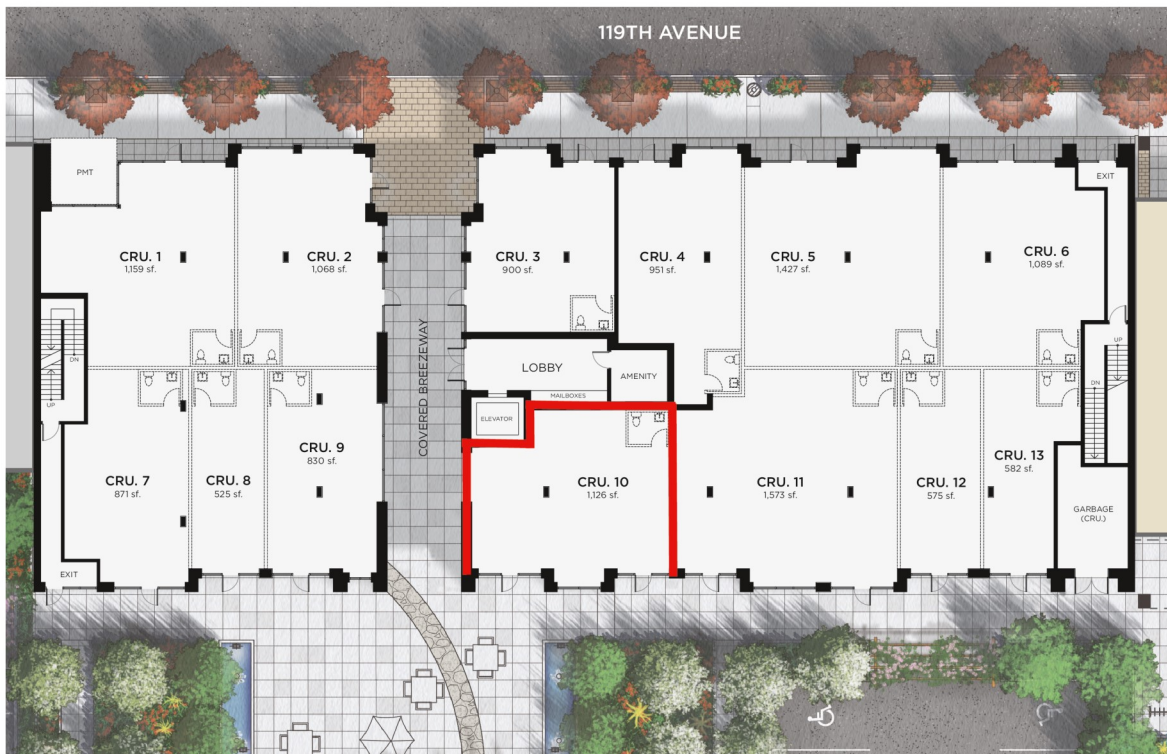 119TH AVENUE
PMT
EXIT
CRU. 1
1,159 sf.
CRU. 2
1,068 sf.
CRU. 3
900 sf.
CRU. 4
951 sf.
CRU. 5
1,427 sf.
CRU. 6
1,089 sf.
COVERED BREEZEWAY
DN
UP
LOBBY
AMENITY
MAILBOXES
ELEVATOR
UP
DN
CRU. 7
871 sf.
CRU. 8
525 sf.
CRU. 9
830 sf.
CRU. 10
1,126 sf.
CRU. 11
1,573 sf.
CRU. 12
575 sf.
CRU. 13
582 sf.
GARBAGE
(CRU.)
EXIT